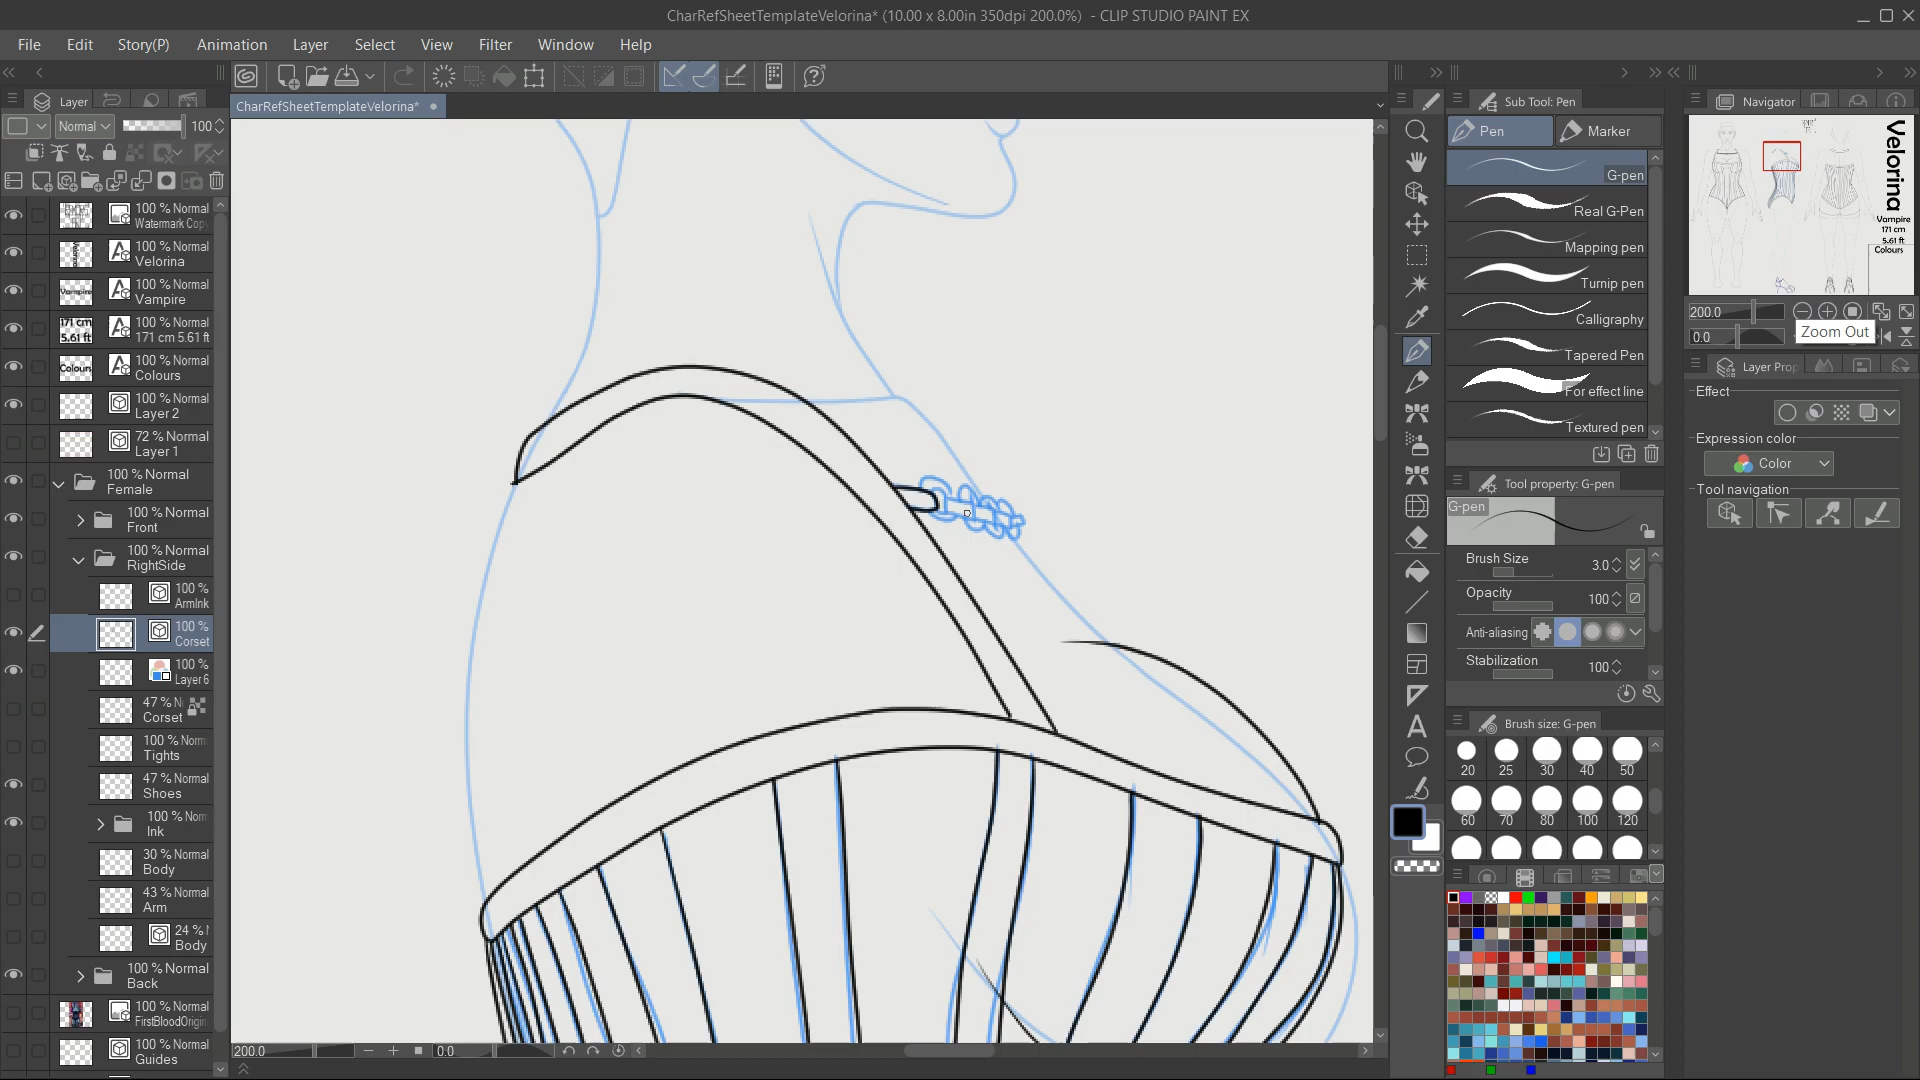 CharRefSheetTemplateVelorina* (10.00 x 8.00in 350dpi 200.0%) - CLIP STUDIO PAINT EX
File Edit Story(P) Animation Layer Select View Filter Window Help
CharRefSheetTemplateVelorina*
Layer
Normal 100
100 % Normal
Watermark Copy
100 % Normal
Velorina
100 % Normal
Vampire
100 % Normal
171 cm 5.61 ft
100 % Normal
Colours
100 % Normal
Layer 2
72 % Normal
Layer 1
100 % Normal
Female
100 % Normal
Front
100 % Normal
RightSide
100 %
ArmInk
100 %
Corset
100 %
Layer 6
47 % N
Corset
100 % Norm
Tights
47 % Normal
Shoes
100 % Norm
Ink
30 % Normal
Body
43 % Normal
Arm
24 %
Body
100 % Normal
Back
100 % Normal
FirstBloodOrigin
100 % Normal
Guides
Vampire
171 cm
5.61 ft
Colours
200.0
0.0
Sub Tool: Pen
Pen
Marker
G-pen
Real G-Pen
Mapping pen
Turnip pen
Calligraphy
Tapered Pen
For effect line
Textured pen
Tool property: G-pen
G-pen
Brush Size 3.0
Opacity 100
Anti-aliasing
Stabilization 100
Brush size: G-pen
20 25 30 40 50
60 70 80 100 120
Navigator
Velorina
Vampire
171 cm
5.61 ft
Colours
200.0
0.0
Zoom Out
Layer Prop
Effect
Expression color
Color
Tool navigation